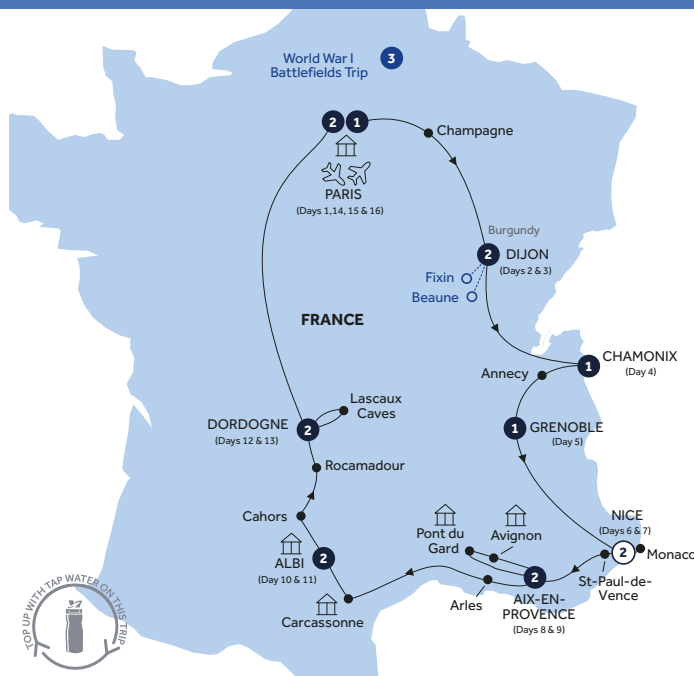 World War I
Battlefields Trip
3
2
1
PARIS
(Days 1,14, 15 & 16)
Champagne
Burgundy
2
DIJON
(Days 2 & 3)
Fixin
Beaune
FRANCE
1
CHAMONIX
(Day 4)
Annecy
1
GRENOBLE
(Day 5)
Lascaux
Caves
DORDOGNE
(Days 12 & 13)
2
Rocamadour
Cahors
ALBI
(Day 10 & 11)
2
Carcassonne
Pont du
Gard
Avignon
Arles
2
AIX-EN-
PROVENCE
(Days 8 & 9)
NICE
(Days 6 & 7)
2
Monaco
St-Paul-de-
Vence
TOP UP WITH TAP WATER ON THIS TRIP